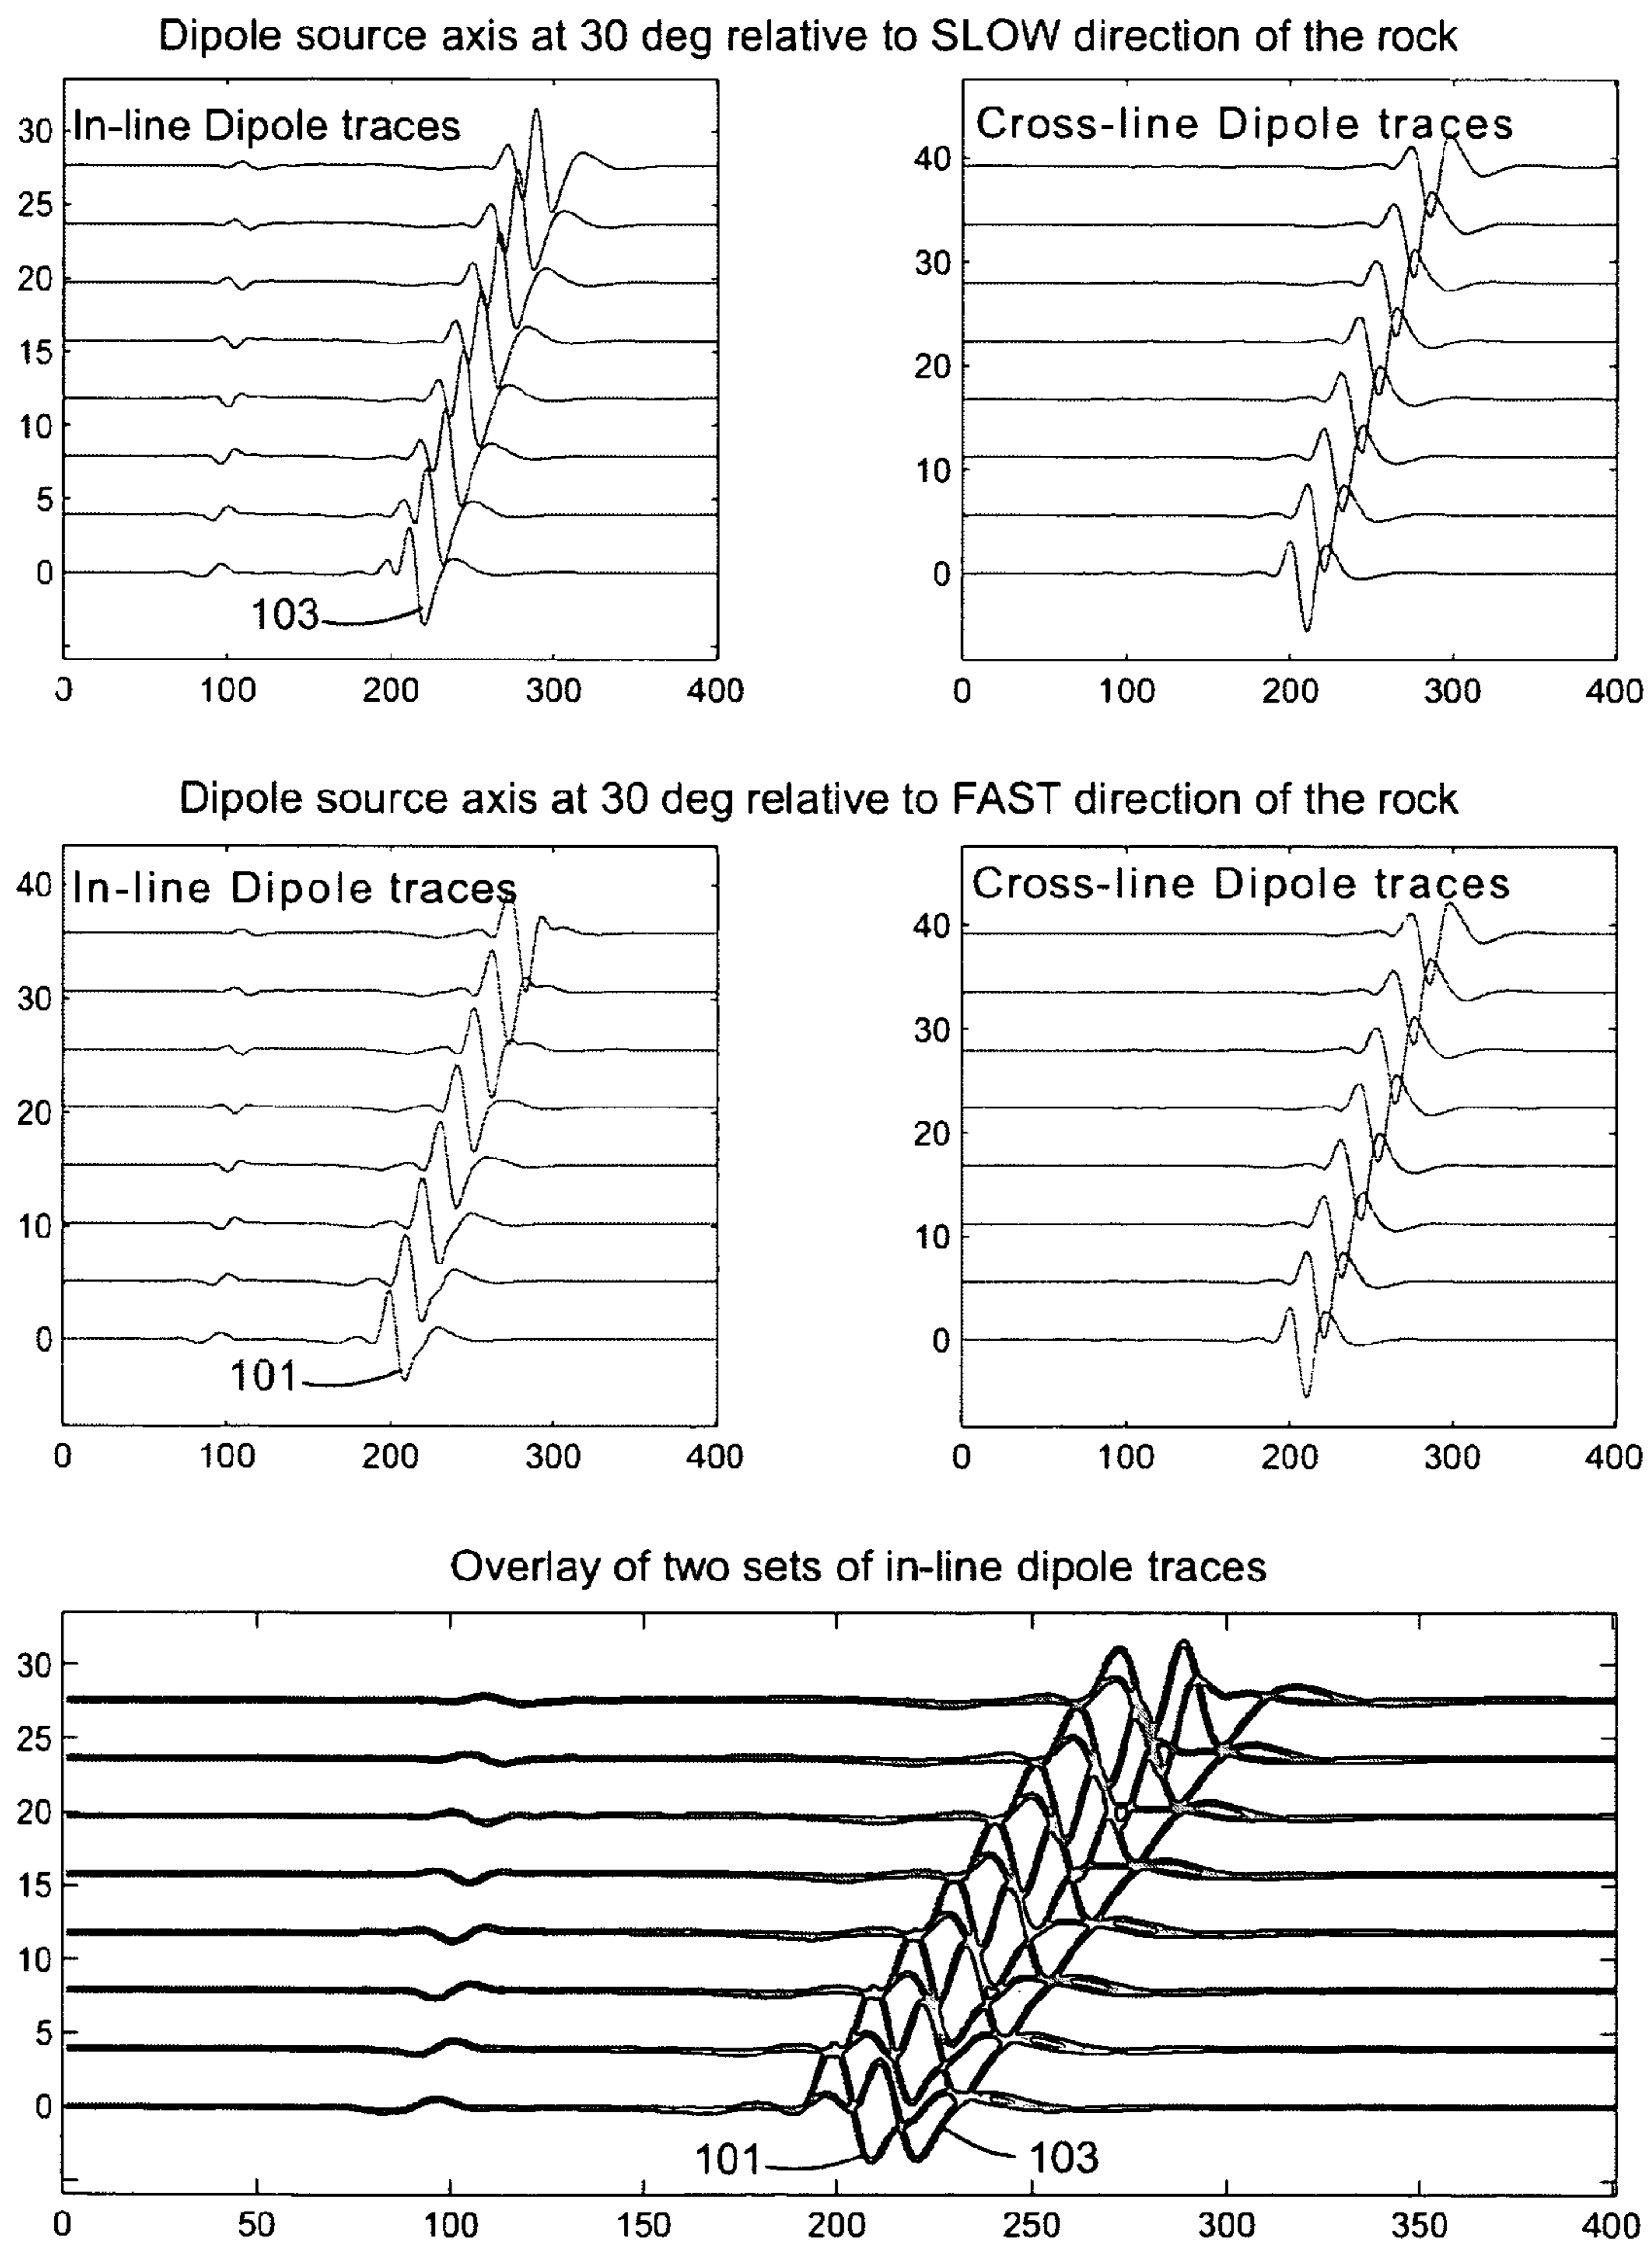 Dipole source axis at 30 deg relative to SLOW direction of the rock
In-line Dipole traces
30
25
20
15
10
5
0
103
0 100 200 300 400
Cross-line Dipole traces
40
30
20
10
0
0 100 200 300 400
Dipole source axis at 30 deg relative to FAST direction of the rock
In-line Dipole traces
40
30
20
10
0
101
0 100 200 300 400
Cross-line Dipole traces
40
30
20
10
0
0 100 200 300 400
Overlay of two sets of in-line dipole traces
30
25
20
15
10
5
0
101 103
0 50 100 150 200 250 300 350 400